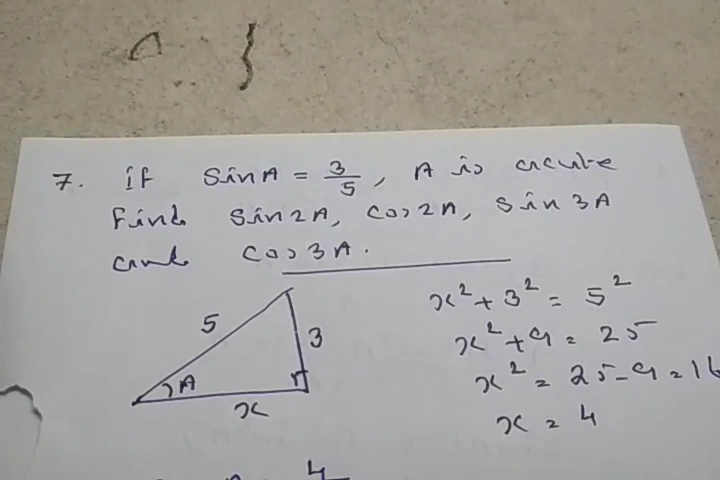 7. if sinA = 3/5, A is acute
Find sin2A, cos2A, sin3A
and cos3A.
5
3
A
x
x² + 3² = 5²
x² + 9 = 25
x² = 25 - 9 = 16
x = 4
4